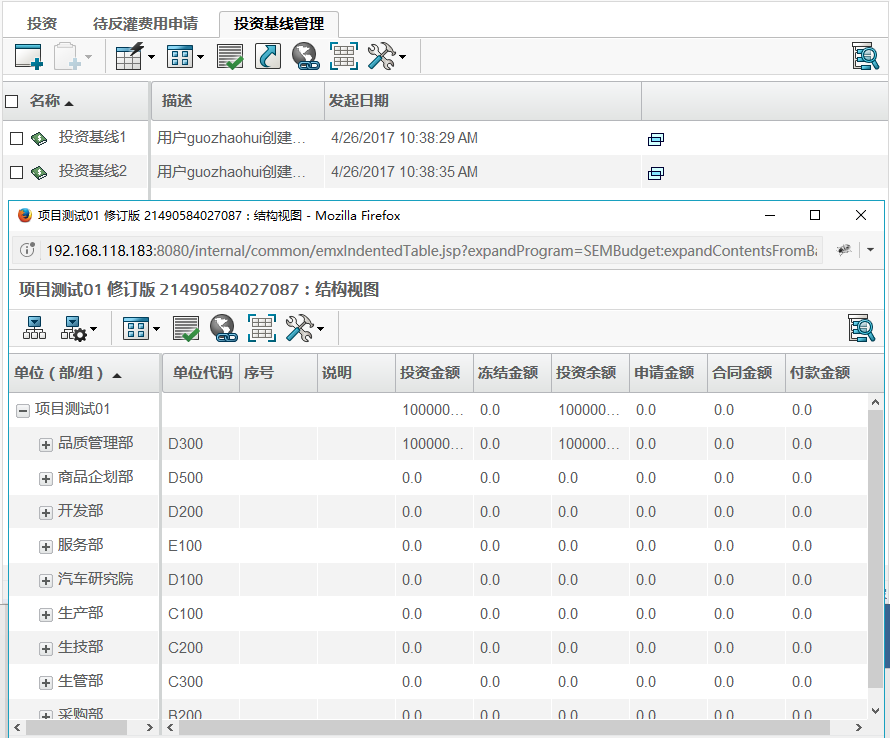 投资 待反灌费用申请 投资基线管理
名称 描述 发起日期
投资基线1 用户guozhaohui创建... 4/26/2017 10:38:29 AM
投资基线2 用户guozhaohui创建... 4/26/2017 10:38:35 AM
项目测试01 修订版 21490584027087：结构视图 - Mozilla Firefox
192.168.118.183:8080/internal/common/emxIndentedTable.jsp?expandProgram=SEMBudget:expandContentsFromBa
项目测试01 修订版 21490584027087：结构视图
单位（部/组） 单位代码 序号 说明 投资金额 冻结金额 投资余额 申请金额 合同金额 付款金额
项目测试01 100000... 0.0 100000... 0.0 0.0 0.0
品质管理部 D300 100000... 0.0 100000... 0.0 0.0 0.0
商品企划部 D500 0.0 0.0 0.0 0.0 0.0 0.0
开发部 D200 0.0 0.0 0.0 0.0 0.0 0.0
服务部 E100 0.0 0.0 0.0 0.0 0.0 0.0
汽车研究院 D100 0.0 0.0 0.0 0.0 0.0 0.0
生产部 C100 0.0 0.0 0.0 0.0 0.0 0.0
生技部 C200 0.0 0.0 0.0 0.0 0.0 0.0
生管部 C300 0.0 0.0 0.0 0.0 0.0 0.0
采购部 B200 0.0 0.0 0.0 0.0 0.0 0.0